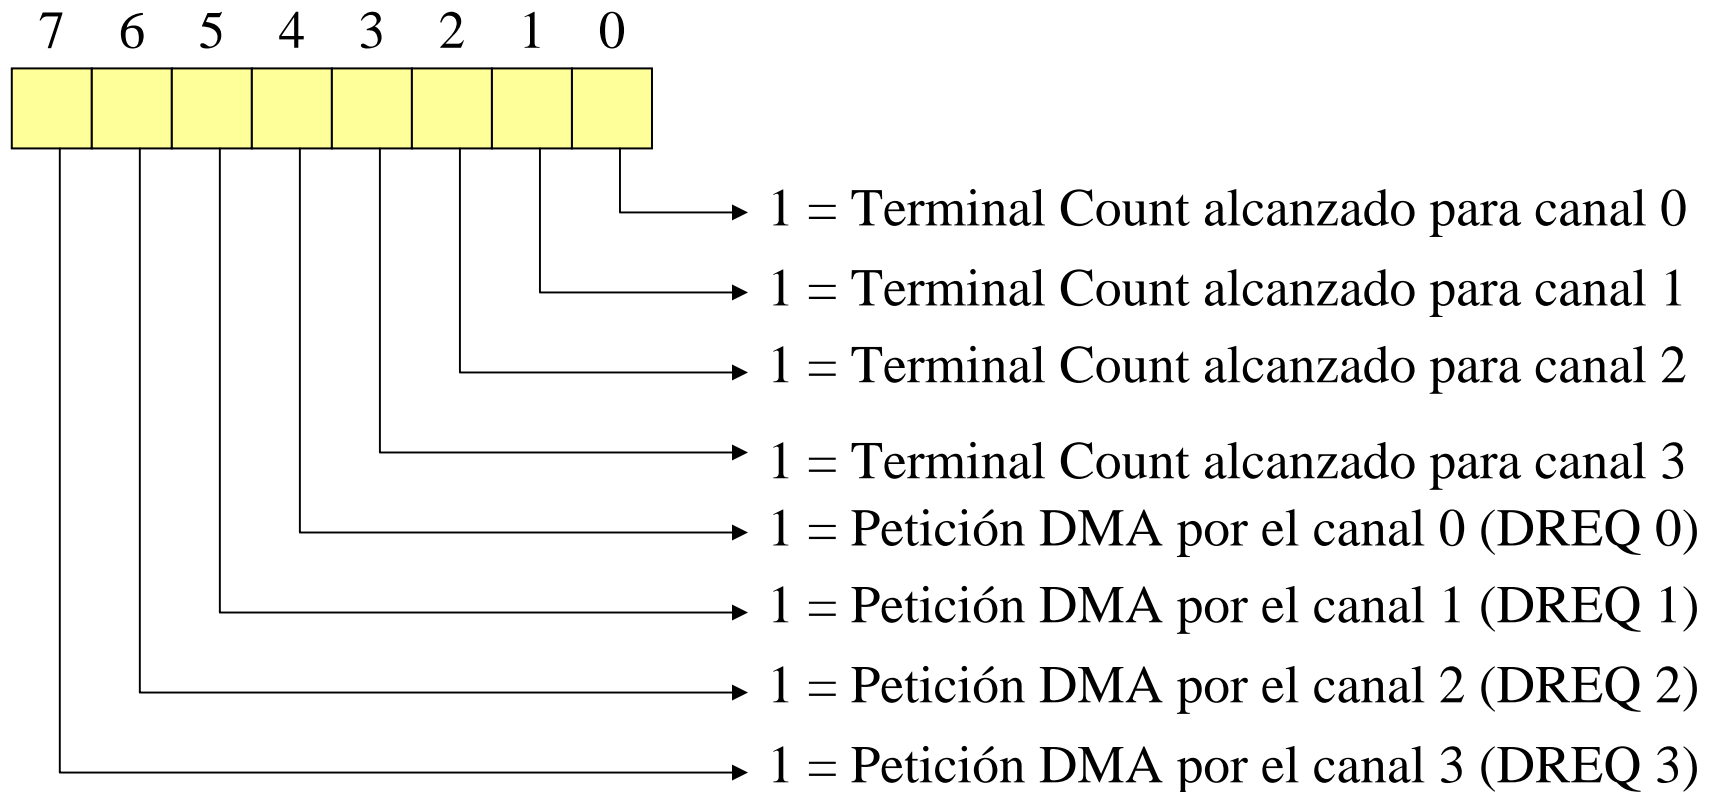 7 6 5 4 3 2 1 0
1 = Terminal Count alcanzado para canal 0
1 = Terminal Count alcanzado para canal 1
1 = Terminal Count alcanzado para canal 2
1 = Terminal Count alcanzado para canal 3
1 = Petición DMA por el canal 0 (DREQ 0)
1 = Petición DMA por el canal 1 (DREQ 1)
1 = Petición DMA por el canal 2 (DREQ 2)
1 = Petición DMA por el canal 3 (DREQ 3)